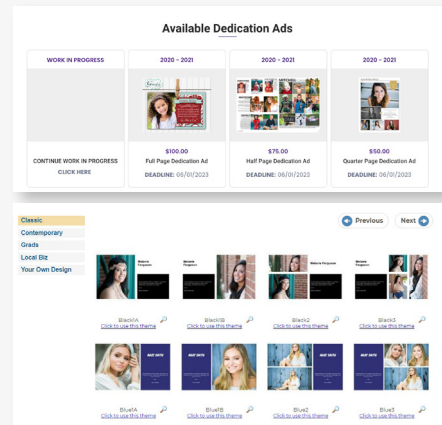 Available Dedication Ads
WORK IN PROGRESS
CONTINUE WORK IN PROGRESS
CLICK HERE
2020 - 2021
$100.00
Full Page Dedication Ad
DEADLINE: 06/01/2023
2020 - 2021
MITCHELL
$75.00
Half Page Dedication Ad
DEADLINE: 06/01/2023
2020 - 2021
$50.00
Quarter Page Dedication Ad
DEADLINE: 06/01/2023
Classic
Contemporary
Grads
Local Biz
Your Own Design
Previous
Next
Black1A
Click to use this theme
Black1B
Click to use this theme
Black2
Click to use this theme
Black3
Click to use this theme
Blue1A
Click to use this theme
Blue1B
Click to use this theme
Blue2
Click to use this theme
Blue3
Click to use this theme